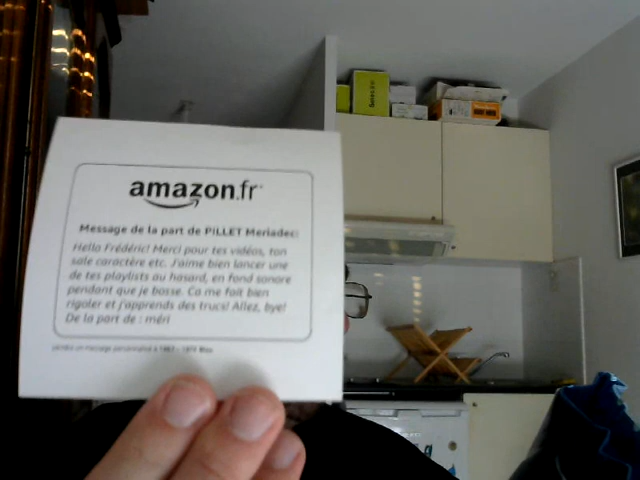 amazon.fr
Message de la part de PILLET Meriadec:
Hello Frédéric! Merci pour tes vidéos, ton
sale caractère etc. J'aime bien lancer une
de tes playlists au hasard, en fond sonore
pendant que je bosse. Ca me fait bien
rigoler et j'apprends des trucs! Allez, bye!
De la part de : méri